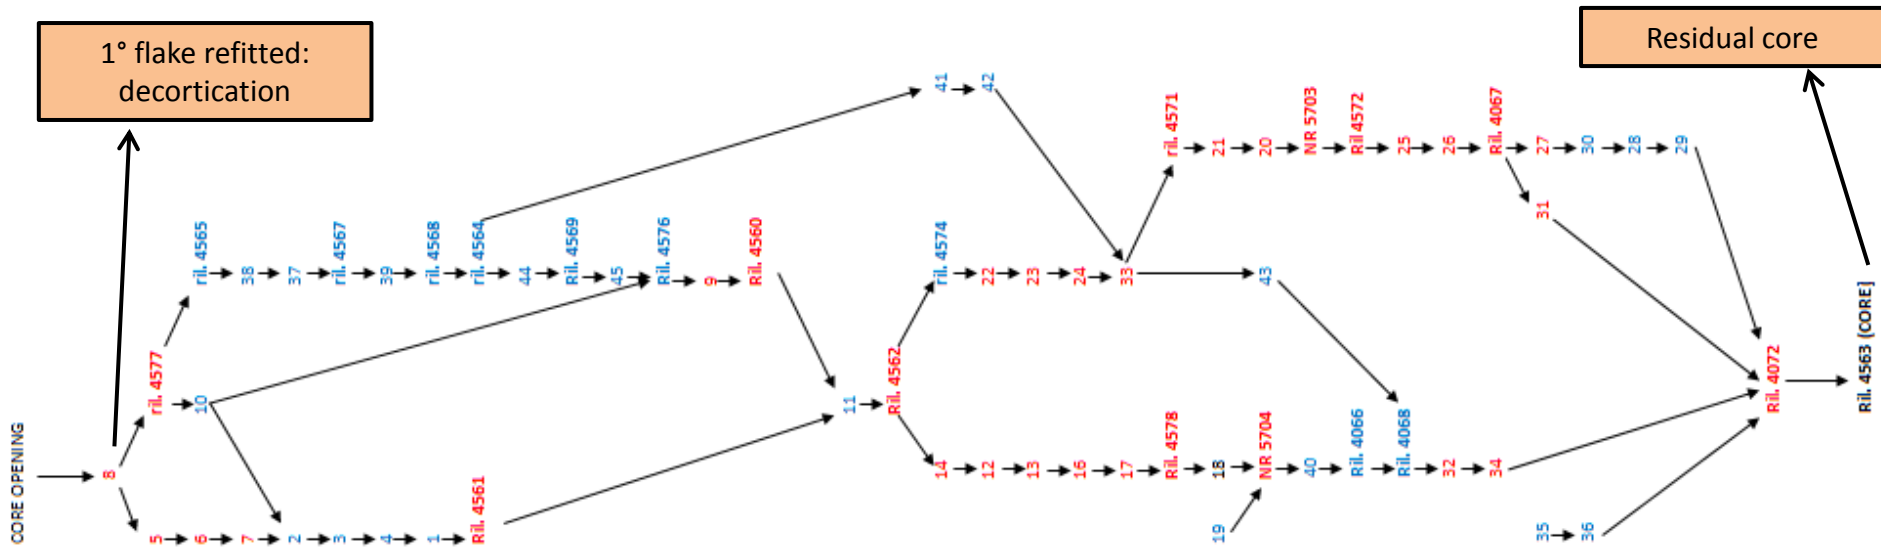 1° flake refitted:
decortication
Residual core
CORE OPENING
8
5
6
7
2
3
4
1
Ril. 4561
ril. 4577
10
ril. 4565
38
37
ril. 4567
39
ril. 4568
ril. 4564
44
Ril. 4569
45
Ril. 4576
9
Ril. 4560
41
42
11
Ril. 4562
ril. 4574
22
23
24
33
43
ril. 4571
21
20
NR 5703
Ril 4572
25
26
Ril. 4067
27
30
28
29
31
14
12
13
16
17
Ril. 4578
18
19
NR 5704
40
Ril. 4066
Ril. 4068
32
34
35
36
Ril. 4072
Ril. 4563 (CORE]